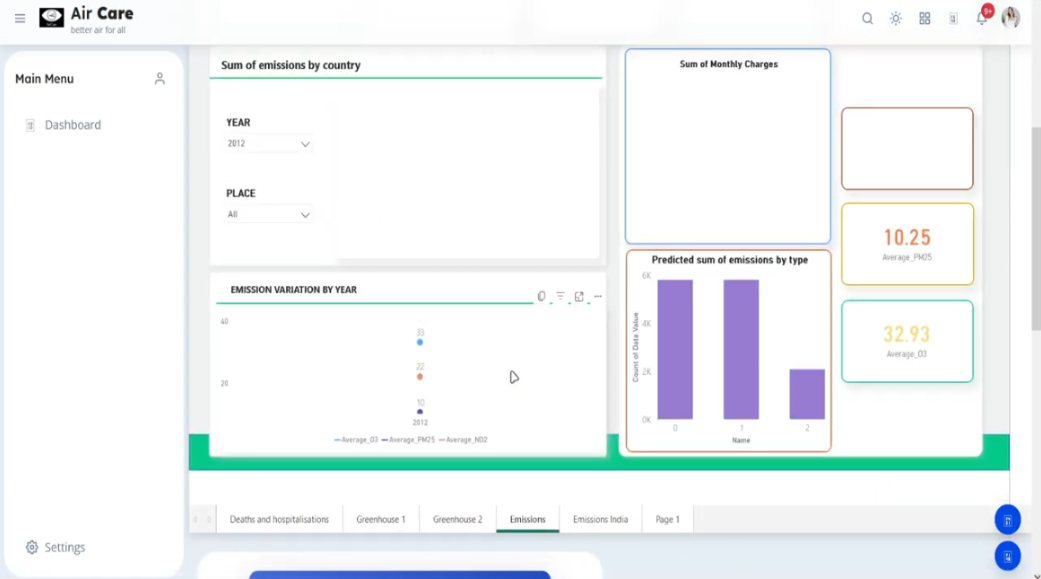 Air Care
better air for all
9+
Main Menu
Dashboard
Settings
Sum of emissions by country
YEAR
2012
PLACE
All
EMISSION VARIATION BY YEAR
40
20
33
22
10
2012
Average_O3 Average_PM25 Average_NO2
Sum of Monthly Charges
Predicted sum of emissions by type
Count of Data Value
6K
4K
2K
0K
0 1 2
Name
10.25
Average_PM25
32.93
Average_O3
Deaths and hospitalisations Greenhouse 1 Greenhouse 2 Emissions Emissions India Page 1